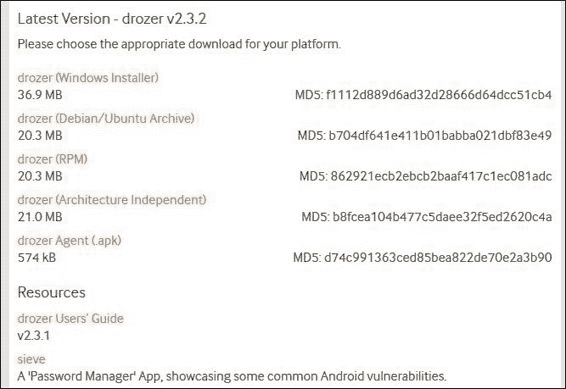 Latest Version - drozer v2.3.2
Please choose the appropriate download for your platform.
drozer (Windows Installer)
36.9 MB MD5: f1112d889d6ad32d28666d64dcc51cb4
drozer (Debian/Ubuntu Archive)
20.3 MB MD5: b704df641e411b01babba021dbf83e49
drozer (RPM)
20.3 MB MD5: 862921ecb2ebcb2baaf417c1ec081adc
drozer (Architecture Independent)
21.0 MB MD5: b8fcea104b477c5daee32f5ed2620c4a
drozer Agent (.apk)
574 kB MD5: d74c991363ced85bea822de70e2a3b90
Resources
drozer Users' Guide
v2.3.1
sieve
A 'Password Manager' App, showcasing some common Android vulnerabilities.